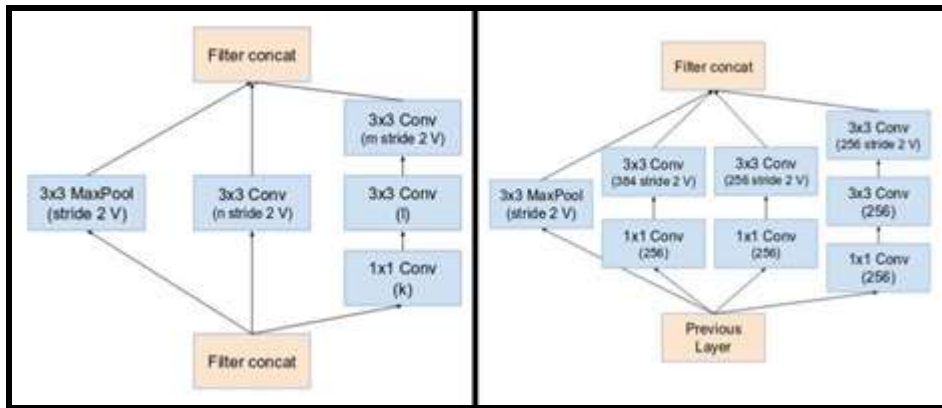 Filter concat
3x3 Conv
(m stride 2 V)
3x3 MaxPool
(stride 2 V)
3x3 Conv
(n stride 2 V)
3x3 Conv
(l)
1x1 Conv
(k)
Filter concat
Filter concat
3x3 Conv
(256 stride 2 V)
3x3 MaxPool
(stride 2 V)
3x3 Conv
(384 stride 2 V)
3x3 Conv
(256 stride 2 V)
3x3 Conv
(256)
1x1 Conv
(256)
1x1 Conv
(256)
1x1 Conv
(256)
Previous
Layer